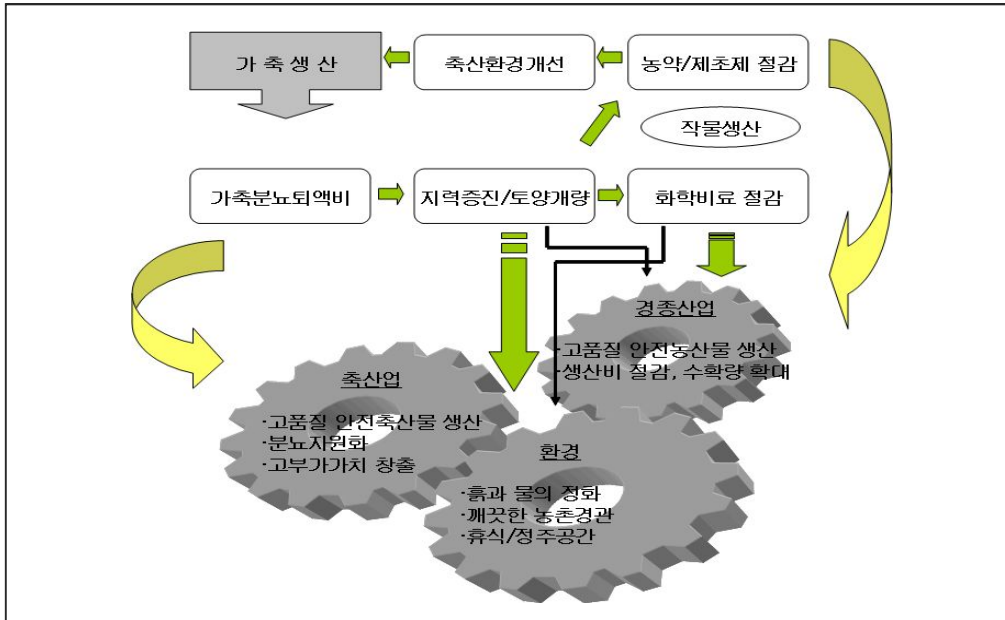 가 축 생 산
축산환경개선
농약/제초제 절감
작물생산
가축분뇨퇴액비
지력증진/토양개량
화학비료 절감
경종산업
·고품질 안전농산물 생산
·생산비 절감, 수확량 확대
축산업
·고품질 안전축산물 생산
·분뇨자원화
·고부가가치 창출
환경
·흙과 물의 정화
·깨끗한 농촌경관
·휴식/정주공간